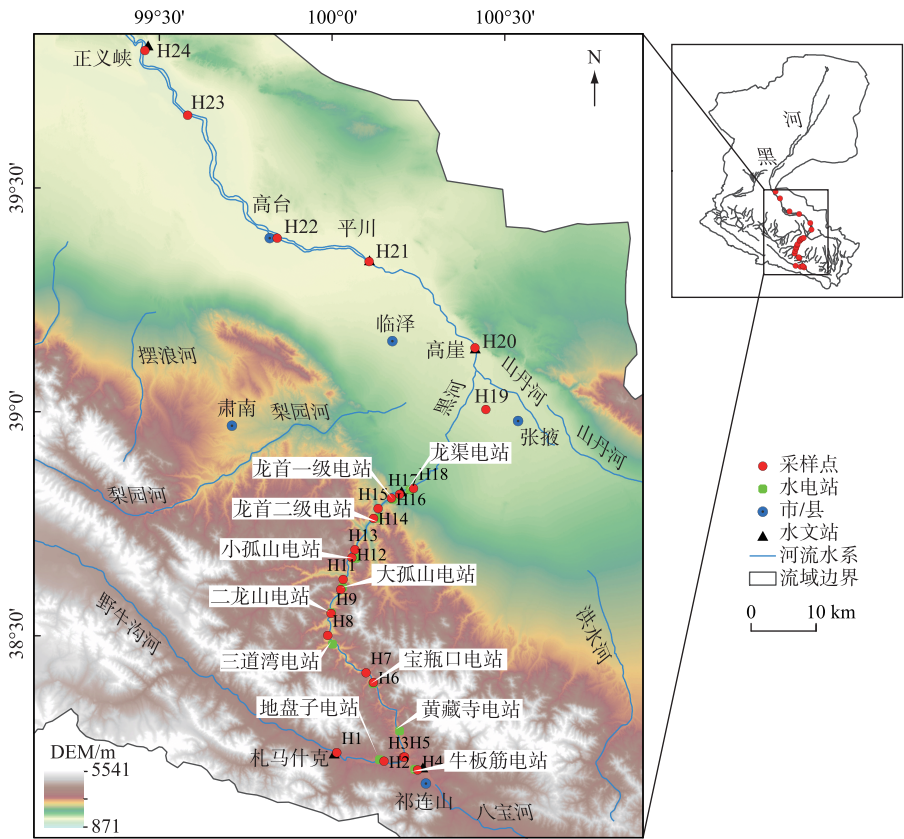 99°30′
100°0′
100°30′
正义峡
H24
N
H23
39°30′
高台
H22
平川
H21
临泽
高崖
H20
山丹河
摆浪河
黑河
H19
肃南
梨园河
张掖
39°0′
山丹河
龙渠电站
龙首一级电站
H17
H18
梨园河
H15
H16
龙首二级电站
H14
H13
小孤山电站
H12
H11
大孤山电站
二龙山电站
H9
野牛沟河
H8
洪水河
38°30′
三道湾电站
H7
宝瓶口电站
H6
地盘子电站
黄藏寺电站
H1
H3
H5
札马什克
H2
H4
牛板筋电站
DEM/m
5541
871
祁连山
八宝河
河
黑
采样点
水电站
市/县
水文站
河流水系
流域边界
0
10 km